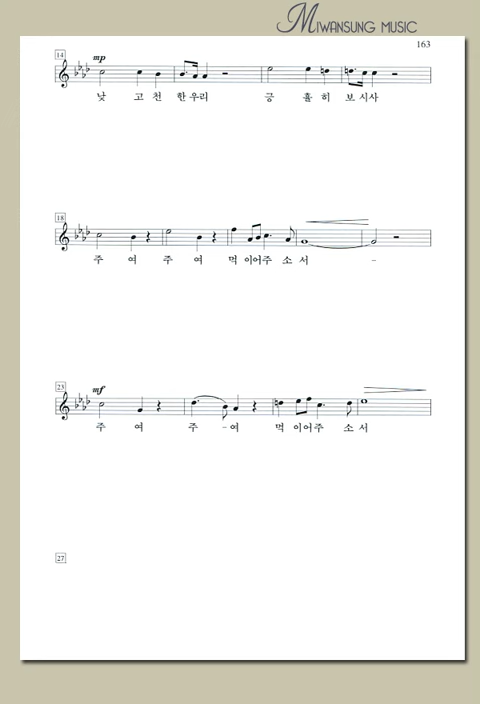 MIWANSUNG MUSIC
163
14
mp
낮 고 천 한 우리 긍 휼 히 보 시사
18
주 여 주 여 먹 이어주 소 서 -
23
mf
주 여 주 - 여 먹 이어주 소 서
27